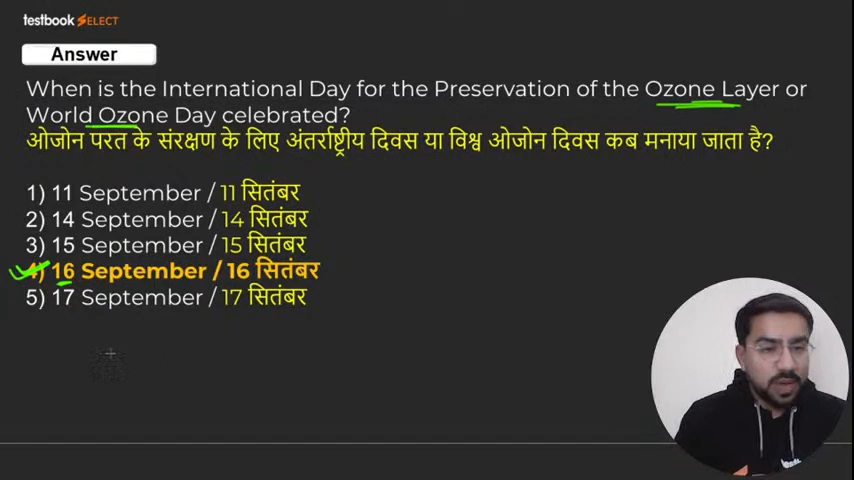 testbook SELECT
Answer
When is the International Day for the Preservation of the Ozone Layer or
World Ozone Day celebrated?
ओजोन परत के संरक्षण के लिए अंतर्राष्ट्रीय दिवस या विश्व ओजोन दिवस कब मनाया जाता है?
1) 11 September / 11 सितंबर
2) 14 September / 14 सितंबर
3) 15 September / 15 सितंबर
4) 16 September / 16 सितंबर
5) 17 September / 17 सितंबर